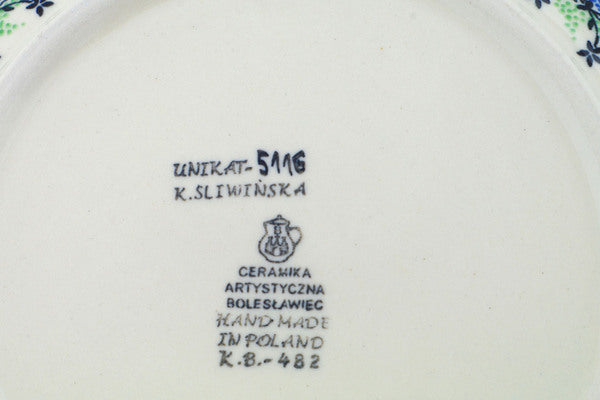 UNIKAT-5116
K.SLIWIŃSKA
CERAMIKA
ARTYSTYCZNA
BOLESŁAWIEC
HAND MADE
IN POLAND
K.B.-482